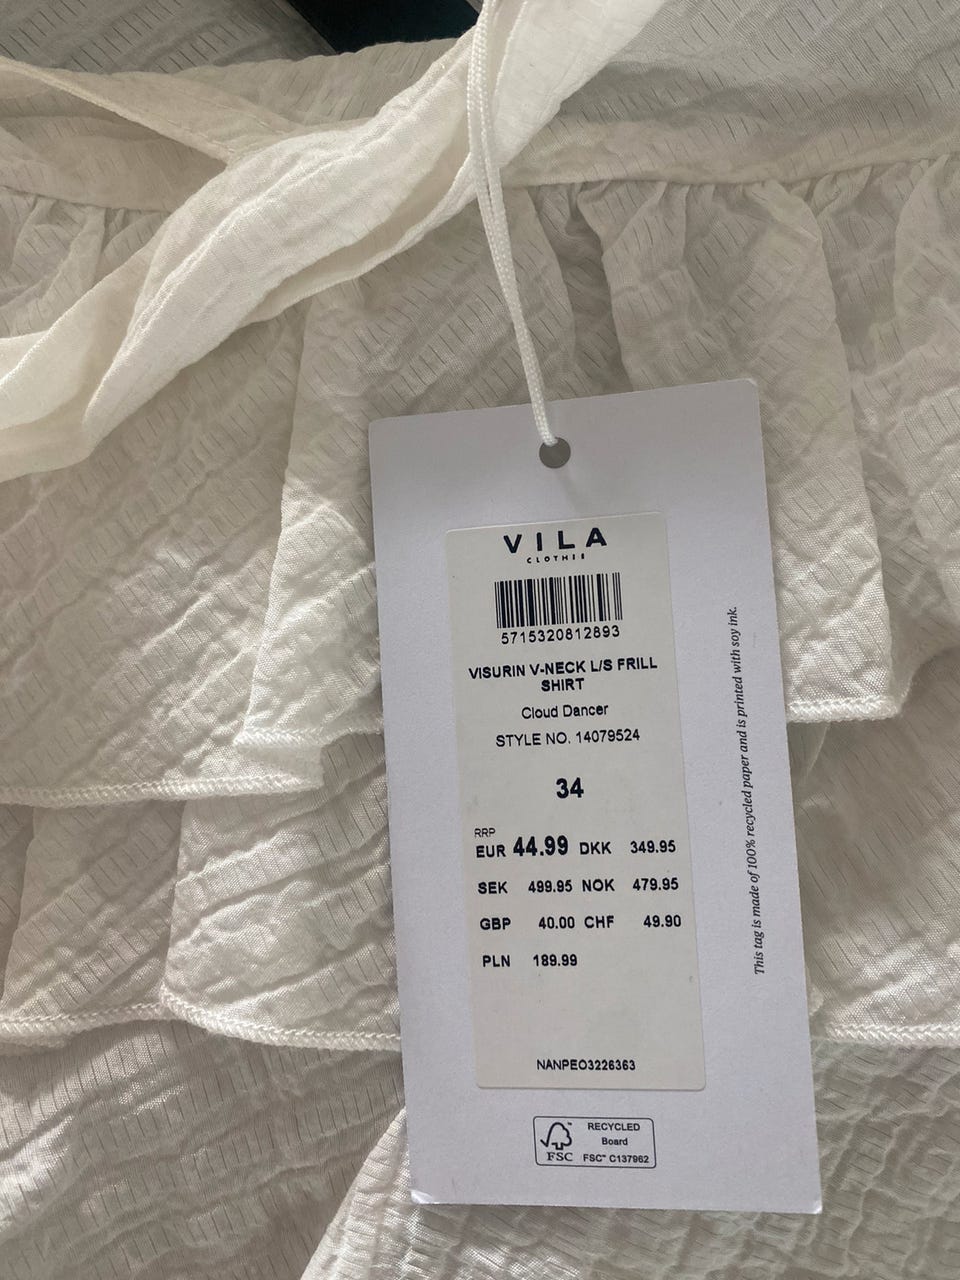 VILA
CLOTHES
5715320812893
VISURIN V-NECK L/S FRILL
SHIRT
Cloud Dancer
STYLE NO. 14079524
34
RRP
EUR 44.99 DKK 349.95
SEK 499.95 NOK 479.95
GBP 40.00 CHF 49.90
PLN 189.99
NANPEO3226363
This tag is made of 100% recycled paper and is printed with soy ink.
FSC
RECYCLED
Board
FSC™ C137962